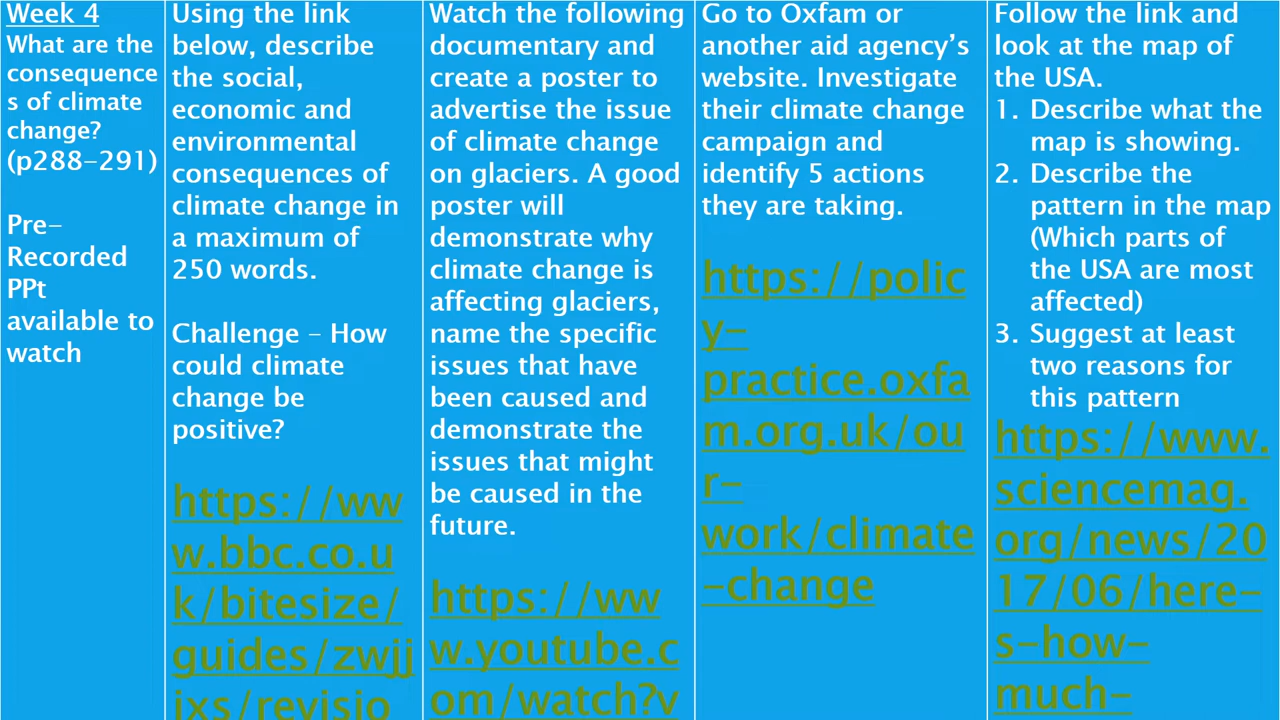 Week 4
What are the
consequence
s of climate
change?
(p288-291)
Pre-
Recorded
PPt
available to
watch
Using the link
below, describe
the social,
economic and
environmental
consequences of
climate change in
a maximum of
250 words.
Challenge – How
could climate
change be
positive?
https://ww
w.bbc.co.u
k/bitesize/
guides/zwjj
ixs/revisio
Watch the following
documentary and
create a poster to
advertise the issue
of climate change
on glaciers. A good
poster will
demonstrate why
climate change is
affecting glaciers,
name the specific
issues that have
been caused and
demonstrate the
issues that might
be caused in the
future.
https://ww
w.youtube.c
om/watch?v
Go to Oxfam or
another aid agency's
website. Investigate
their climate change
campaign and
identify 5 actions
they are taking.
https://polic
y-
practice.oxfa
m.org.uk/ou
r-
work/climate
-change
Follow the link and
look at the map of
the USA.
1. Describe what the
map is showing.
2. Describe the
pattern in the map
(Which parts of
the USA are most
affected)
3. Suggest at least
two reasons for
this pattern
https://www.
sciencemag.
org/news/20
17/06/here-
s-how-
much-